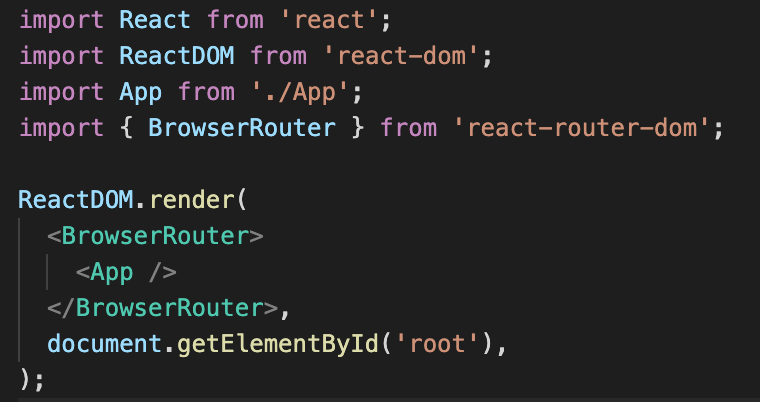 import React from 'react';
import ReactDOM from 'react-dom';
import App from './App';
import { BrowserRouter } from 'react-router-dom';

ReactDOM.render(
  <BrowserRouter>
    <App />
  </BrowserRouter>,
  document.getElementById('root'),
);